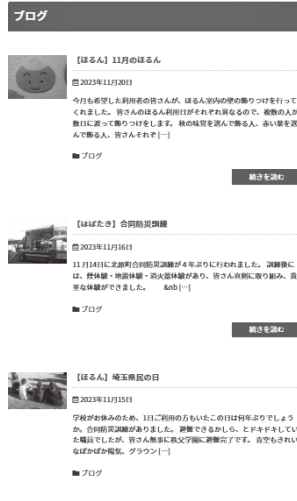 ブログ
【ほるん】11月のほるん
2023年11月20日
今月も希望した利用者の皆さんが、ほるん室内の壁の飾りつけを行って
くれました。 皆さんのほるん利用日がそれぞれ異なるので、複数の人が
数日に渡って飾りつけをします。 秋の味覚を選んで飾る人、赤い葉を選
んで飾る人、皆さんそれぞ […]
ブログ
続きを読む
【はばたき】合同防災訓練
2023年11月16日
11月14日に北原町合同防災訓練が４年ぶりに行われました。 訓練後に
は、煙体験・地震体験・消火器体験があり、皆さん真剣に取り組み、貴
重な体験ができました。 &nb […]
ブログ
続きを読む
【ほるん】埼玉県民の日
2023年11月15日
学校がお休みのため、1日ご利用の方もいたこの日は何年ぶりでしょう
か。合同防災訓練がありました。 避難できるかしら、とドキドキしてい
た職員でしたが、皆さん無事に秩父学園に避難完了です。 青空もきれい
なぽかぽか陽気、グラウン […]
ブログ